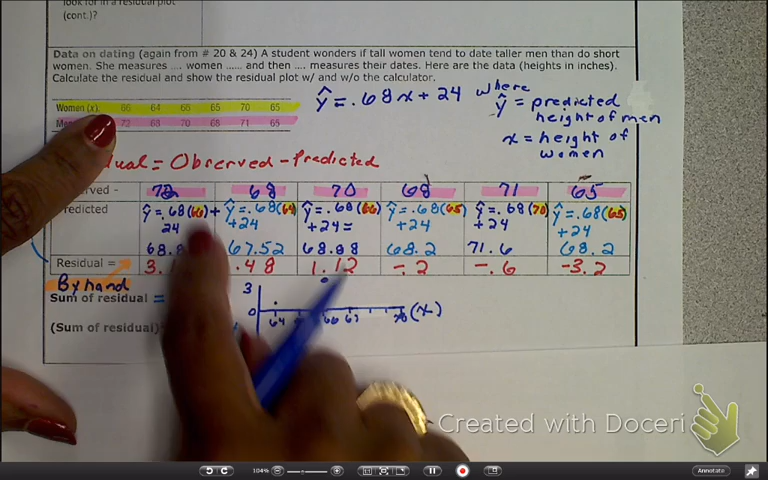 look for in a residual plot
(cont.)?
Data on dating (again from # 20 & 24) A student wonders if tall women tend to date taller men than do short
women. She measures .... women ...... and then .... measures their dates. Here are the data (heights in inches).
Calculate the residual and show the residual plot w/ and w/o the calculator.
ŷ = .68x + 24 where
ŷ = predicted
height of men
x = height of
women
Women (x): 66 64 66 65 70 65
72 68 70 68 71 65
= Observed - Predicted
72 68 70 68 71 65
Predicted ŷ=.68(66)+ ŷ=.68(64) ŷ=.68(66) ŷ=.68(65) ŷ=.68(70) ŷ=.68(65)
24 +24 +24= +24 +24 +24
68.8 67.52 68.88 68.2 71.6 68.2
Residual = 3. .48 1.12 -.2 -.6 -3.2
By hand
Sum of residual =
3
0
64 66 67 70 (x)
(Sum of residual)
Created with Doceri
104%
Annotate